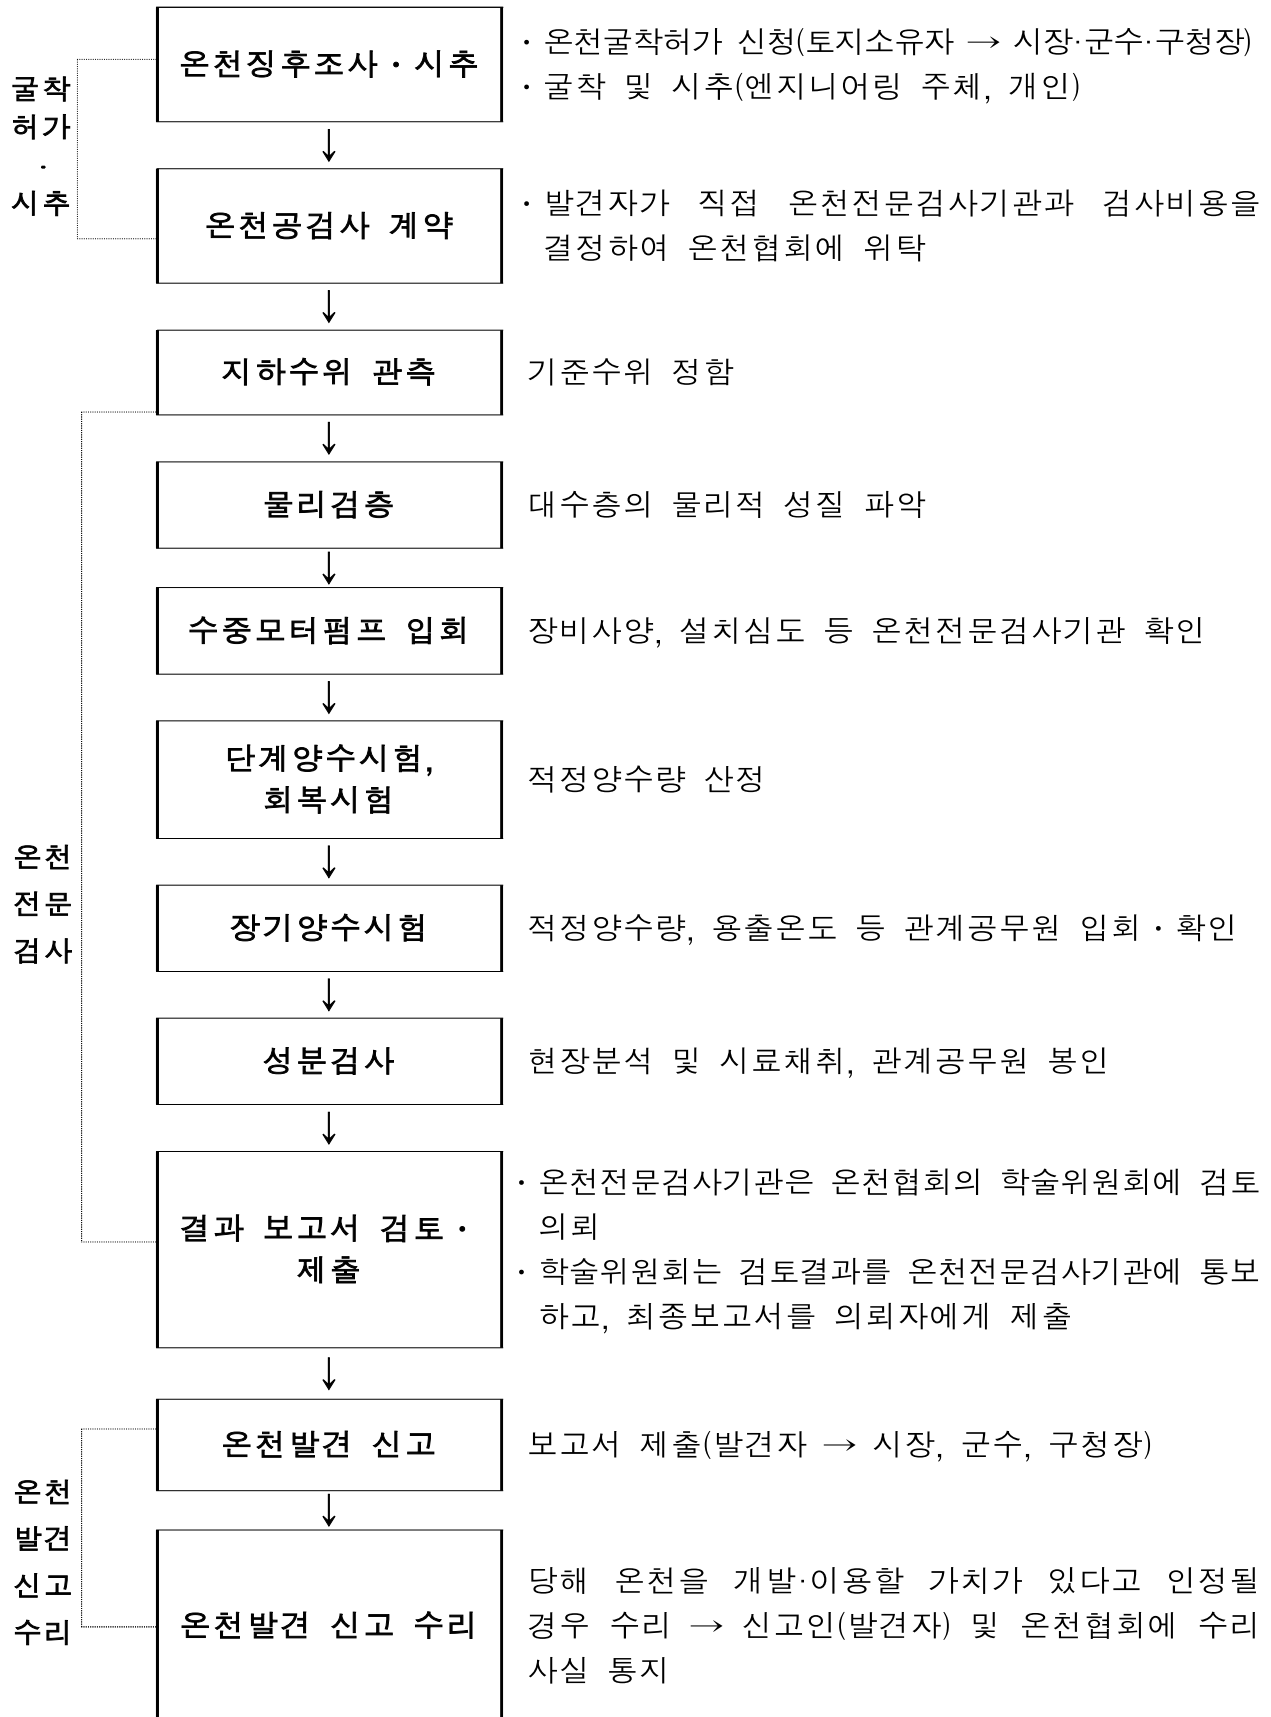 굴착
허가
·
시추
온천징후조사 · 시추
· 온천굴착허가 신청(토지소유자 → 시장·군수·구청장)
· 굴착 및 시추(엔지니어링 주체, 개인)
↓
온천공검사 계약
· 발견자가 직접 온천전문검사기관과 검사비용을
결정하여 온천협회에 위탁
↓
온천
전문
검사
지하수위 관측
기준수위 정함
↓
물리검층
대수층의 물리적 성질 파악
↓
수중모터펌프 입회
장비사양, 설치심도 등 온천전문검사기관 확인
↓
단계양수시험,
회복시험
적정양수량 산정
↓
장기양수시험
적정양수량, 용출온도 등 관계공무원 입회 · 확인
↓
성분검사
현장분석 및 시료채취, 관계공무원 봉인
↓
결과 보고서 검토 ·
제출
· 온천전문검사기관은 온천협회의 학술위원회에 검토
의뢰
· 학술위원회는 검토결과를 온천전문검사기관에 통보
하고, 최종보고서를 의뢰자에게 제출
↓
온천
발견
신고
수리
온천발견 신고
보고서 제출(발견자 → 시장, 군수, 구청장)
↓
온천발견 신고 수리
당해 온천을 개발·이용할 가치가 있다고 인정될
경우 수리 → 신고인(발견자) 및 온천협회에 수리
사실 통지